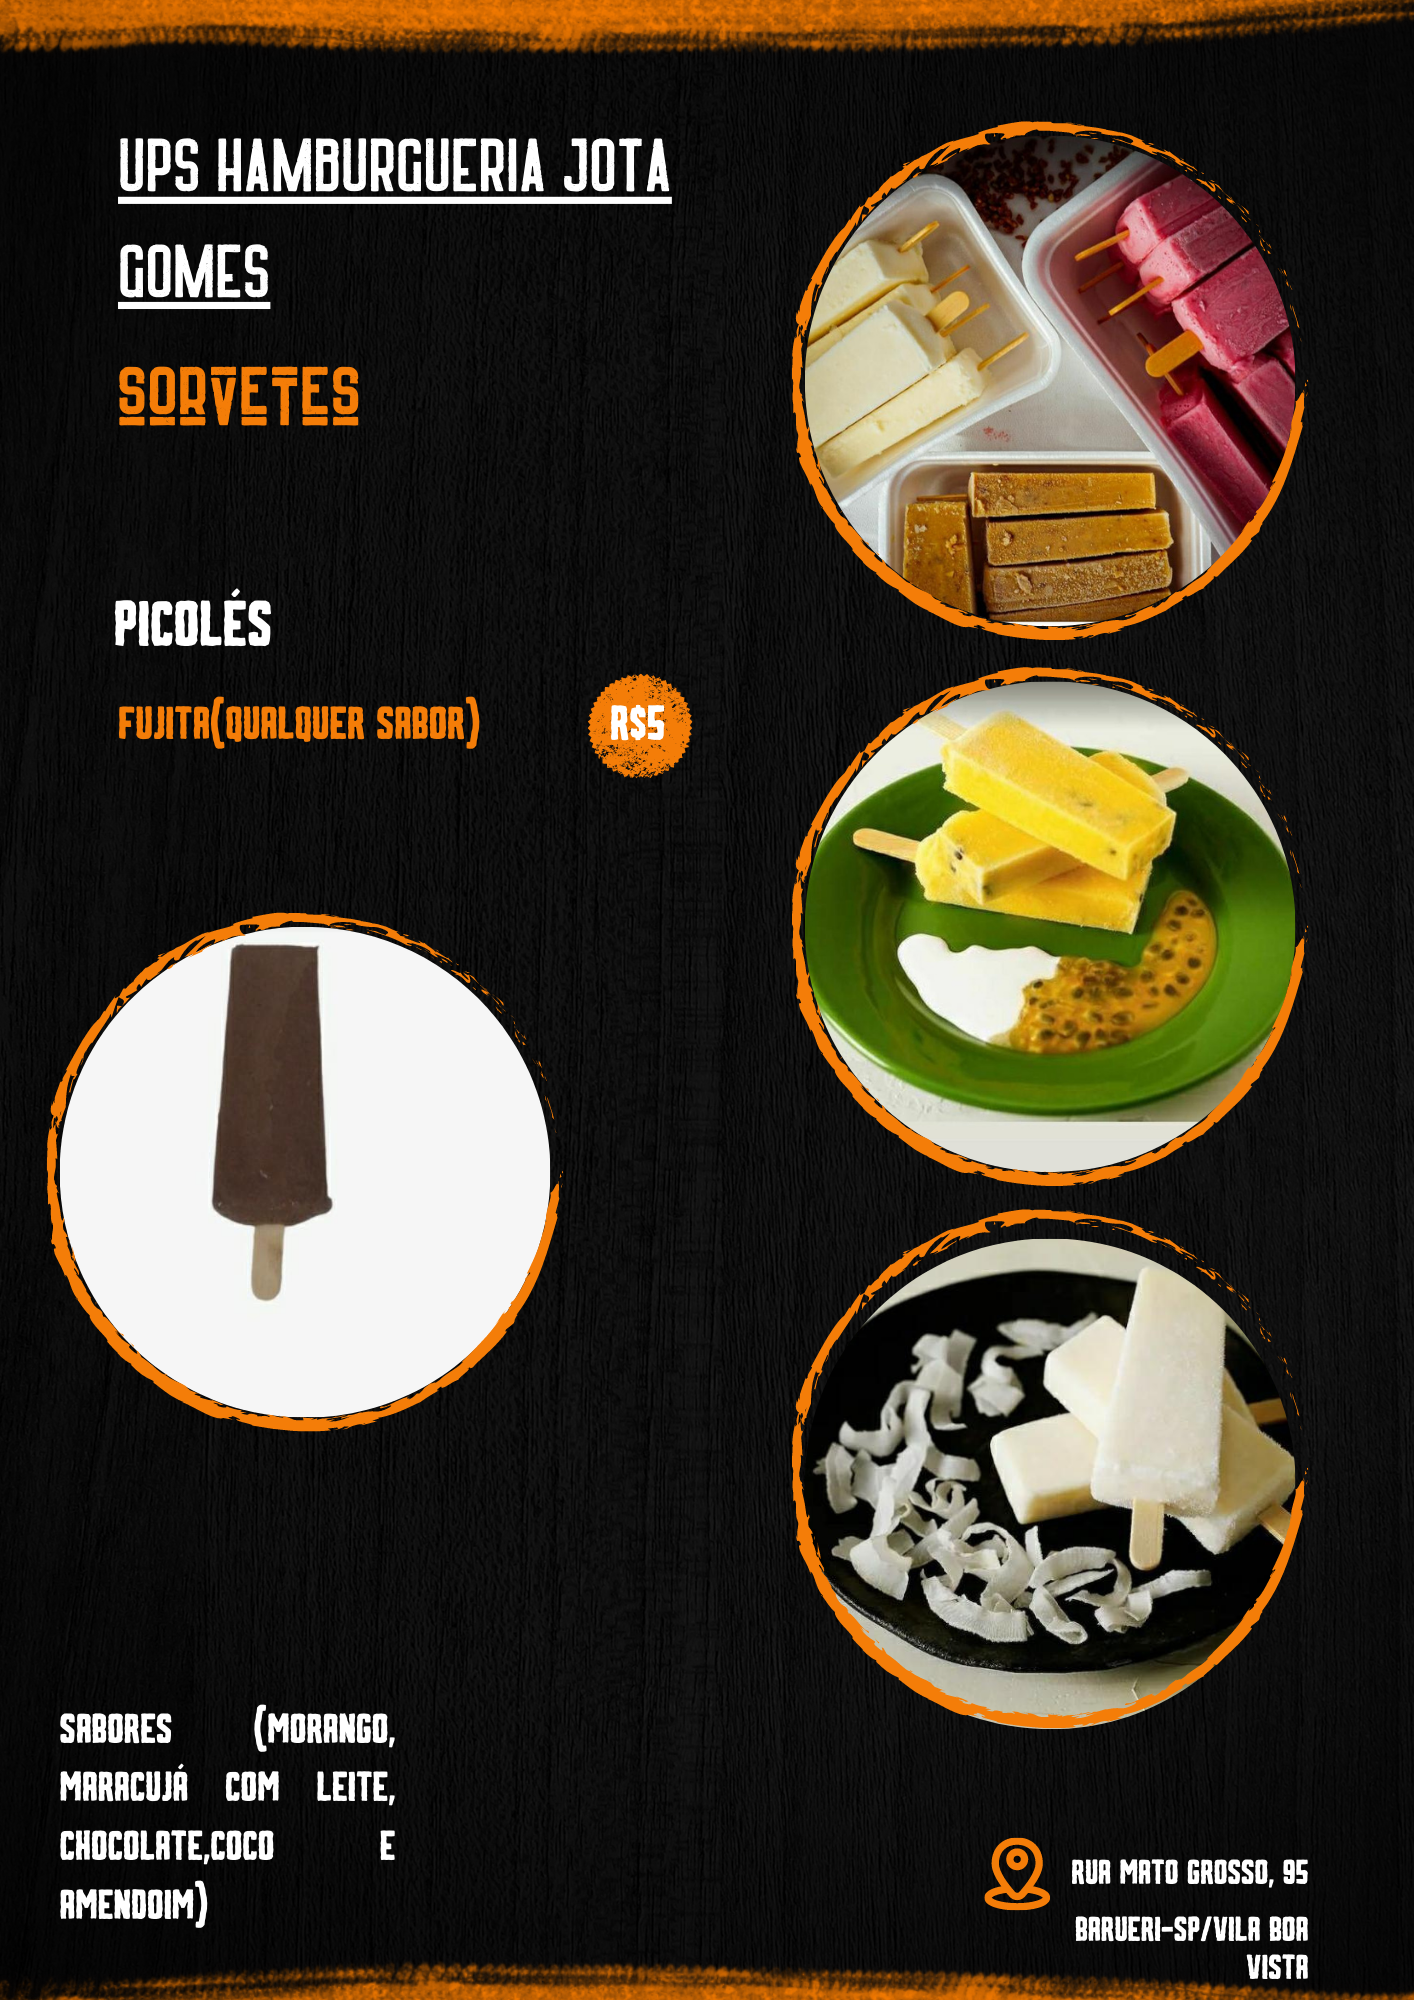 UPS HAMBURGUERIA JOTA
GOMES
SORVETES
PICOLÉS
FUJITA(QUALQUER SABOR)
R$5
SABORES (MORANGO,
MARACUJÁ COM LEITE,
CHOCOLATE,COCO E
AMENDOIM)
RUA MATO GROSSO, 95
BARUERI-SP/VILA BOA
VISTA